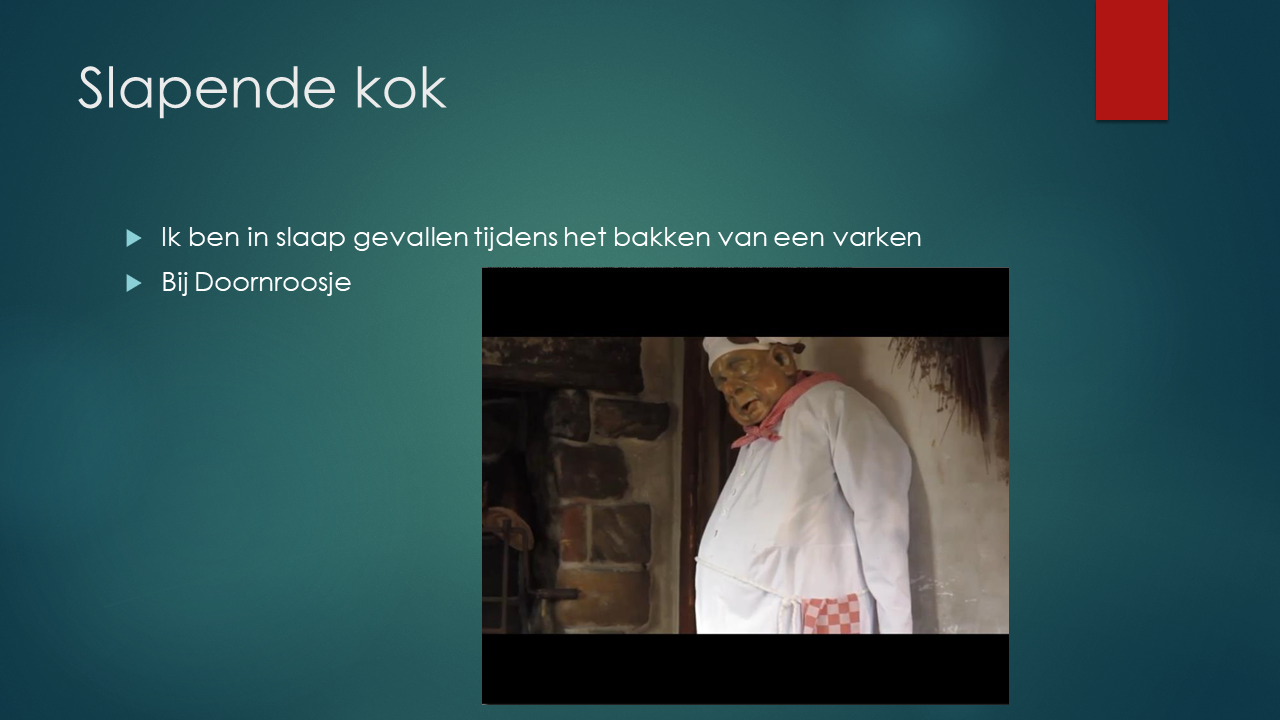 Slapende kok
Ik ben in slaap gevallen tijdens het bakken van een varken
Bij Doornroosje